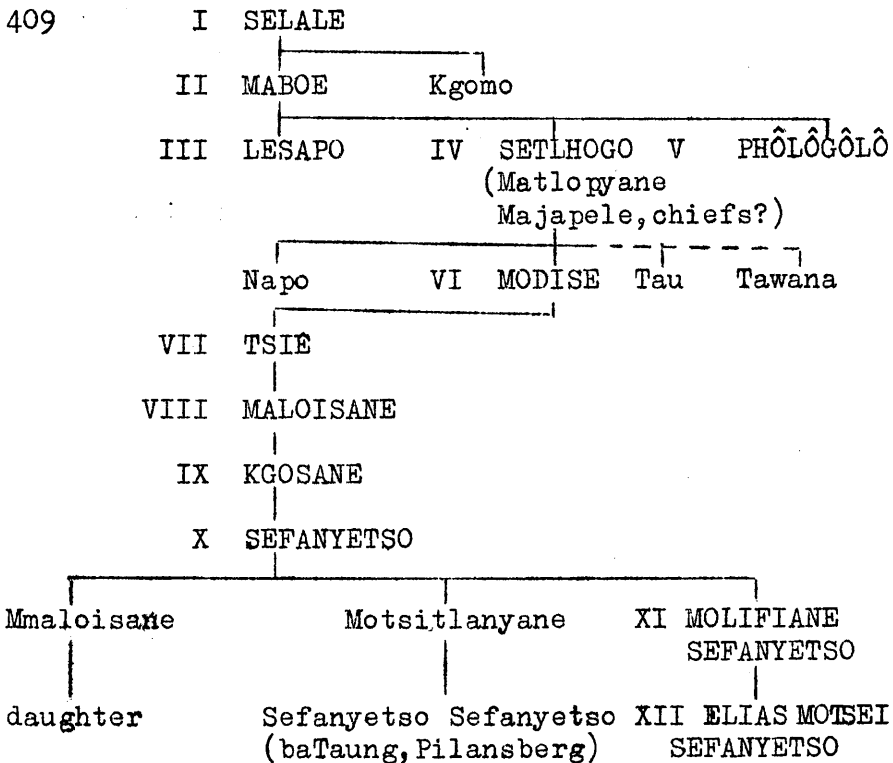 409 I SELALE
II MABOE Kgomo
III LESAPO IV SETLHOGO V PHÔLÔGÔLÔ
(Matlopyane
Majapele,chiefs?)
Napo VI MODISE Tau Tawana
VII TSIÊ
VIII MALOISANE
IX KGOSANE
X SEFANYETSO
Mmaloisane Motsitlanyane XI MOLIFIANE
SEFANYETSO
daughter Sefanyetso Sefanyetso XII ELIAS MOTSEI
(baTaung,Pilansberg) SEFANYETSO